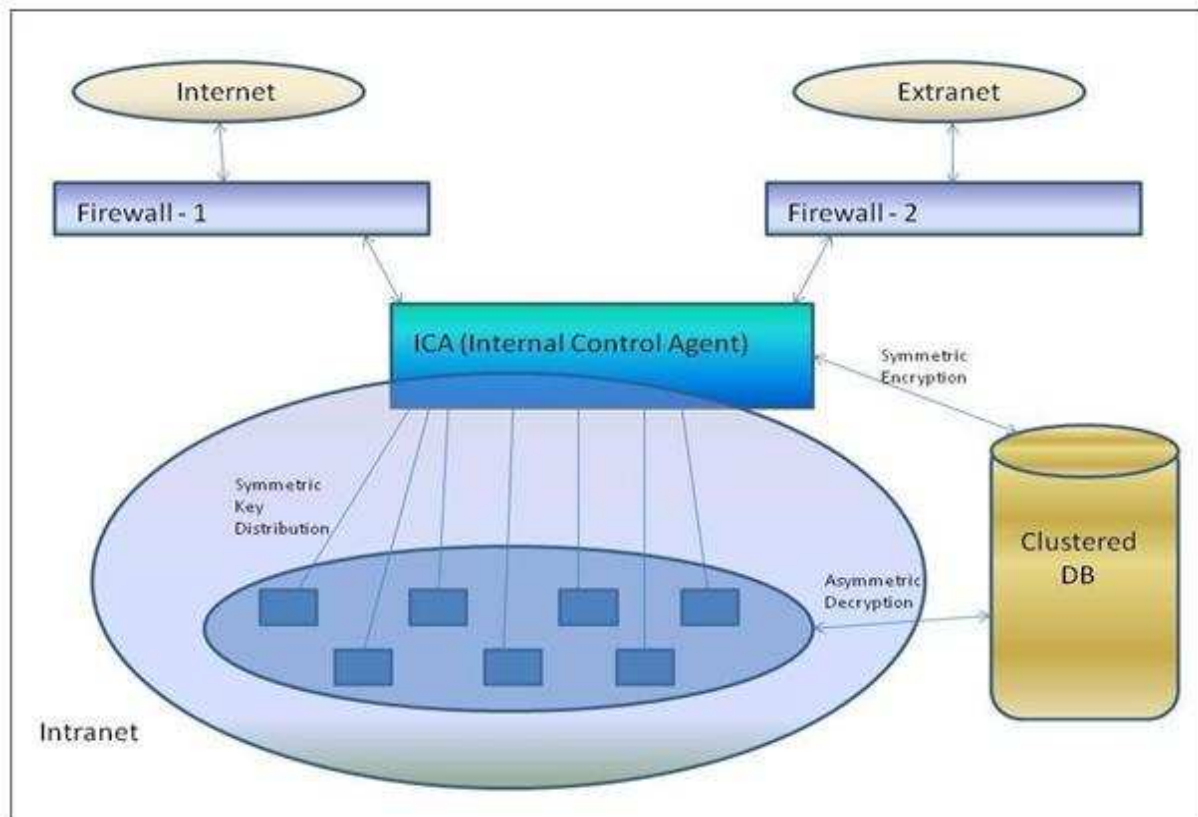 Internet
Extranet
Firewall - 1
Firewall - 2
ICA (Internal Control Agent)
Symmetric
Encryption
Symmetric
Key
Distribution
Clustered
DB
Asymmetric
Decryption
Intranet